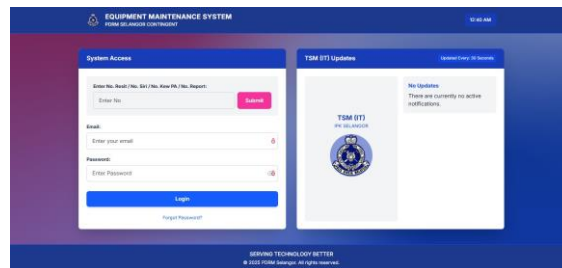 EQUIPMENT MAINTENANCE SYSTEM
PDRM SELANGOR CONTINGENT
10:40 AM
System Access
TSM (IT) Updates
Updated Every: 30 Seconds
Enter No. Resit / No. Siri / No. Kew PA / No. Report:
Enter No
Submit
Email:
Enter your email
Password:
Enter Password
Login
Forgot Password?
TSM (IT)
IPK SELANGOR
No Updates
There are currently no active
notifications.
SERVING TECHNOLOGY BETTER
© 2025 PDRM Selangor. All rights reserved.